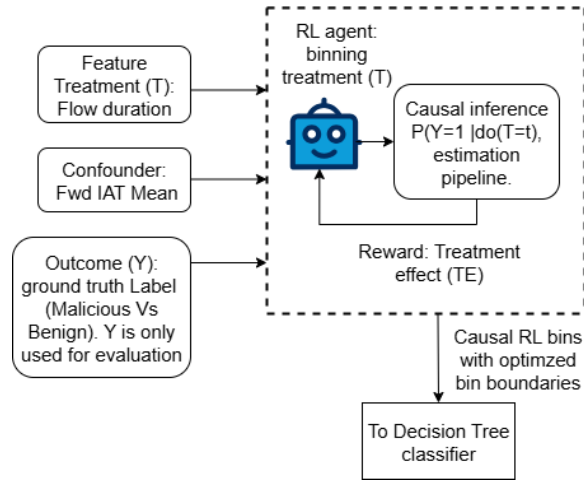 Feature
Treatment (T):
Flow duration
Confounder:
Fwd IAT Mean
Outcome (Y):
ground truth Label
(Malicious Vs
Benign). Y is only
used for evaluation
RL agent:
binning
treatment (T)
Causal inference
P(Y=1 |do(T=t),
estimation
pipeline.
Reward: Treatment
effect (TE)
Causal RL bins
with optimzed
bin boundaries
To Decision Tree
classifier